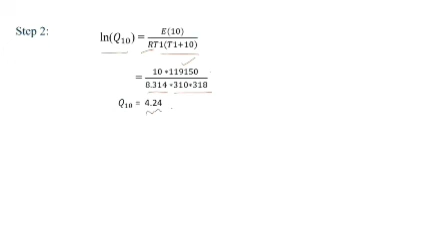 Step 2:
ln(Q10) = E(10) / RT1(T1+10)
= 10 *119150 / 8.314 *310*318
Q10 = 4.24